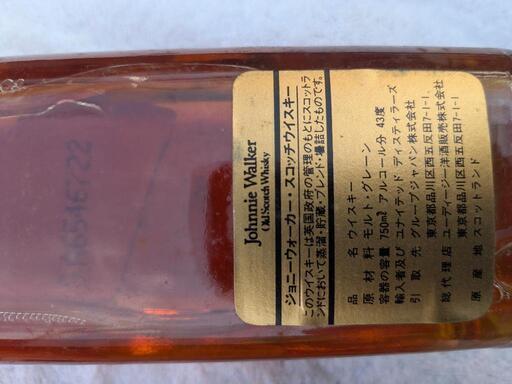 Johnnie Walker
Old Scotch Whisky
ジョニーウォーカー・スコッチウイスキー
このウイスキーは英国政府の管理のもとにスコットラ
ンドにおいて蒸溜・貯蔵・ブレンド・罎詰したものです。
品名 ウイスキー
原材料 モルト・グレーン
容器の容量 750ml アルコール分 43度
輸入者及び ユナイテッド ディスティラーズ
引取先 グループジャパン株式会社
東京都品川区西五反田7-1-1
総代理店 ユーディージー洋酒販売株式会社
東京都品川区西五反田7-1-1
原産地 スコットランド